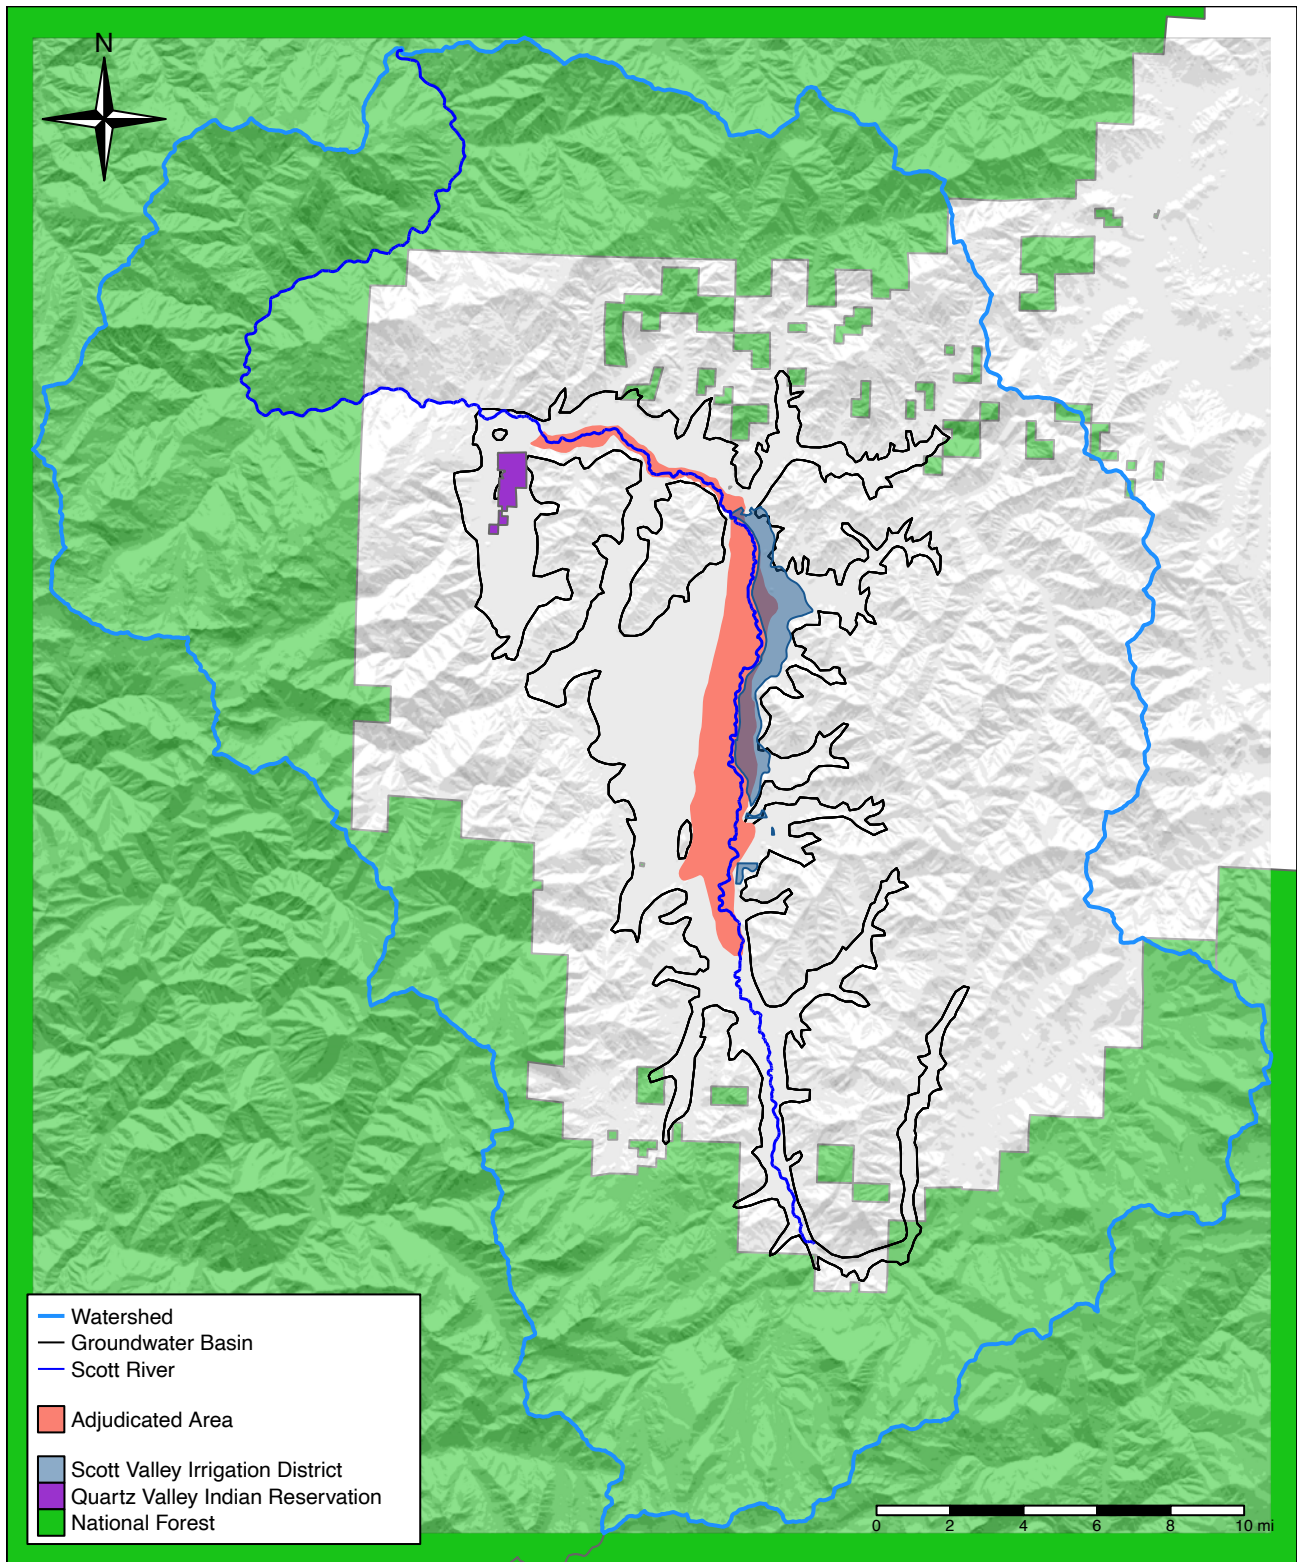 N
Watershed
Groundwater Basin
Scott River
Adjudicated Area
Scott Valley Irrigation District
Quartz Valley Indian Reservation
National Forest
0 2 4 6 8 10 mi